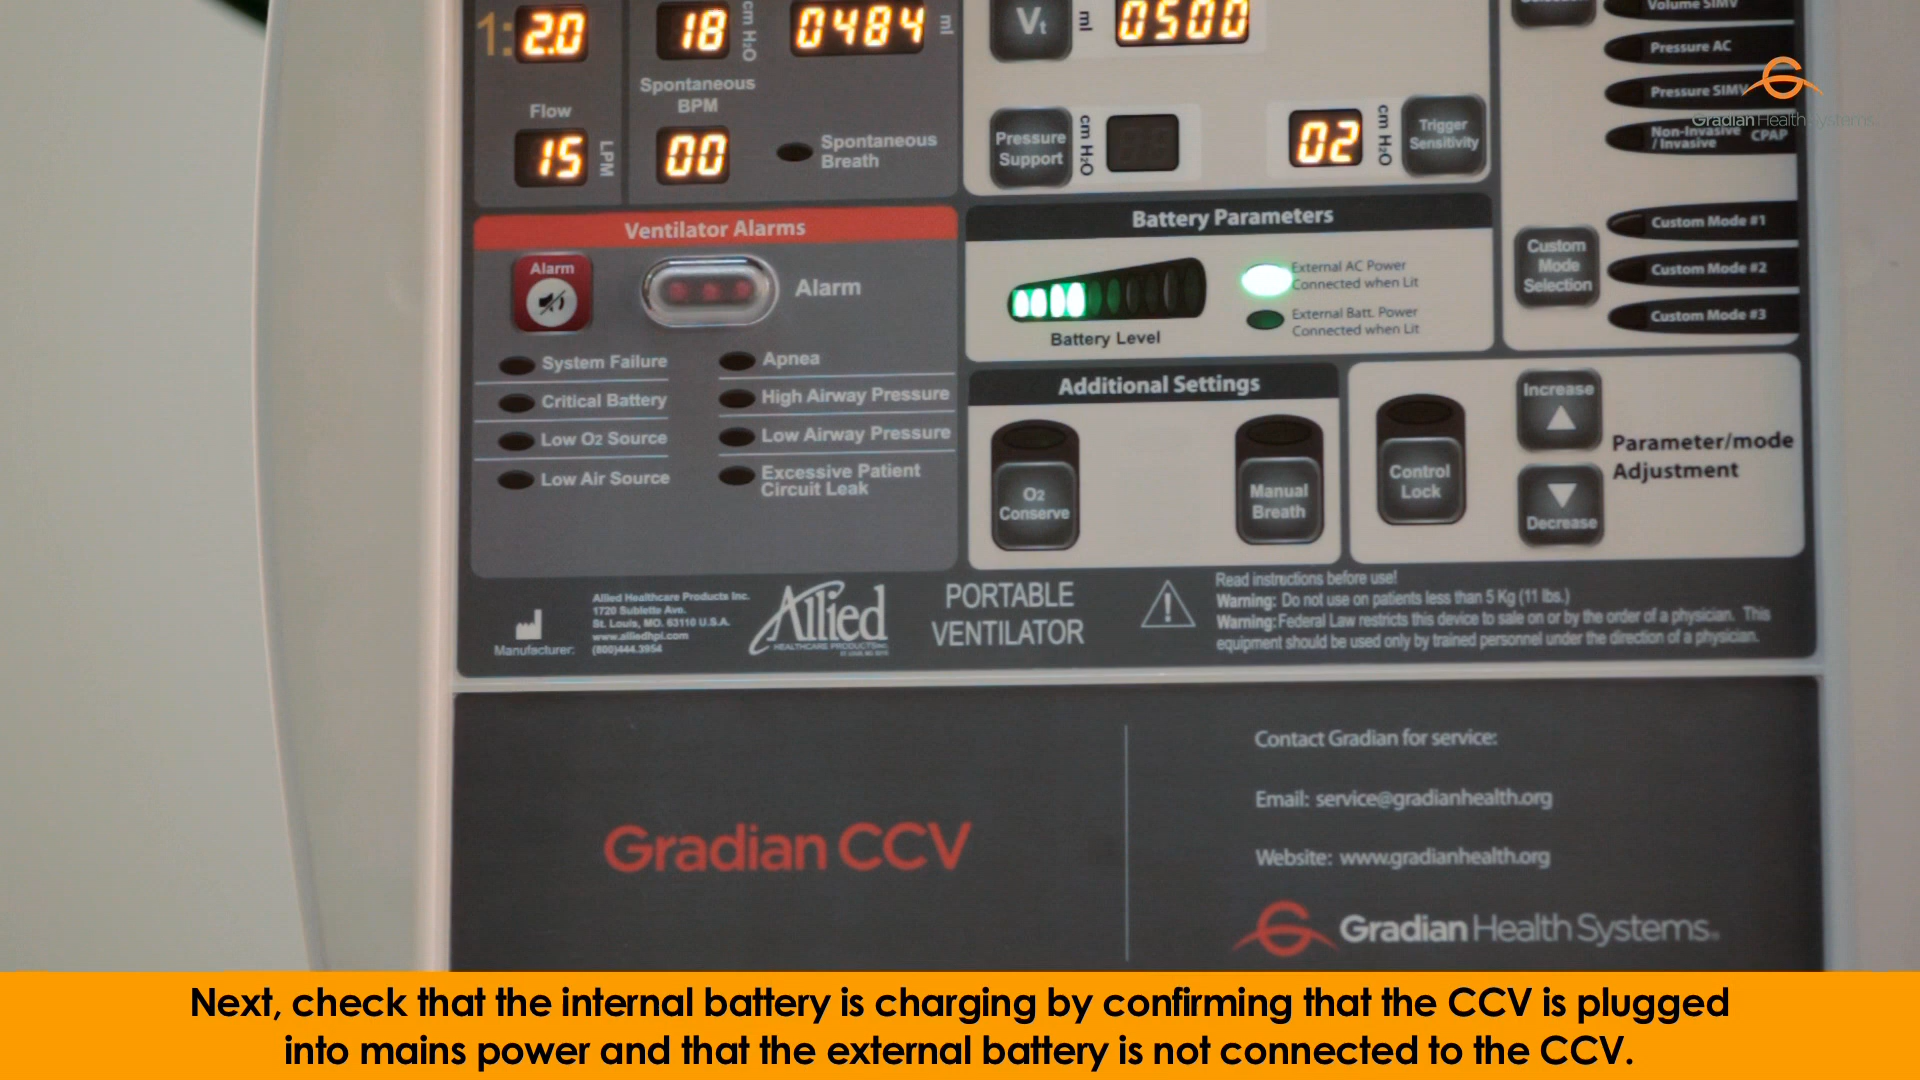 1:
2.0
18
cm H2O
0484
ml
Vt
ml
0500
Volume SIMV
Pressure AC
Pressure SIMV
Non-Invasive / Invasive CPAP
Gradian Health Systems
Flow
15
LPM
Spontaneous
BPM
00
Spontaneous
Breath
Pressure
Support
cm H2O
02
cm H2O
Trigger
Sensitivity
Ventilator Alarms
Alarm
Alarm
System Failure
Critical Battery
Low O2 Source
Low Air Source
Apnea
High Airway Pressure
Low Airway Pressure
Excessive Patient
Circuit Leak
Battery Parameters
Battery Level
External AC Power
Connected when Lit
External Batt. Power
Connected when Lit
Custom
Mode
Selection
Custom Mode #1
Custom Mode #2
Custom Mode #3
Additional Settings
O2
Conserve
Manual
Breath
Control
Lock
Increase
Decrease
Parameter/mode
Adjustment
Manufacturer:
Allied Healthcare Products Inc.
1720 Sublette Ave.
St. Louis, MO. 63110 U.S.A.
www.alliedhpi.com
(800)444.3954
Allied
HEALTHCARE PRODUCTS INC.
PORTABLE
VENTILATOR
Read instructions before use!
Warning: Do not use on patients less than 5 Kg (11 lbs.)
Warning: Federal Law restricts this device to sale on or by the order of a physician. This
equipment should be used only by trained personnel under the direction of a physician.
Gradian CCV
Contact Gradian for service:
Email: service@gradianhealth.org
Website: www.gradianhealth.org
Gradian Health Systems
Next, check that the internal battery is charging by confirming that the CCV is plugged
into mains power and that the external battery is not connected to the CCV.